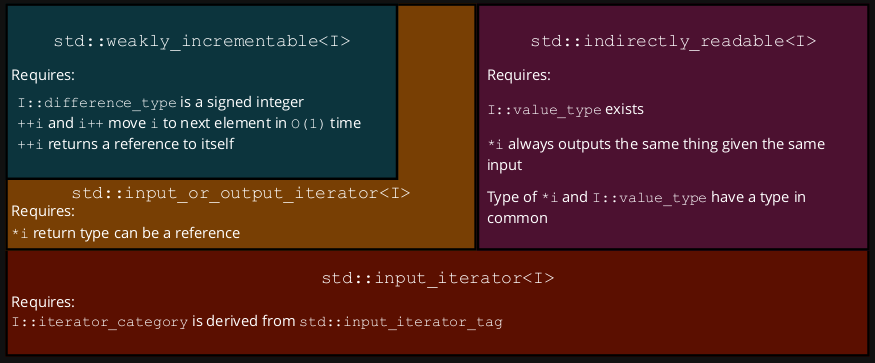 std::weakly_incrementable<I>
Requires:
I::difference_type is a signed integer
++i and i++ move i to next element in O(1) time
++i returns a reference to itself
std::input_or_output_iterator<I>
Requires:
*i return type can be a reference
std::indirectly_readable<I>
Requires:
I::value_type exists
*i always outputs the same thing given the same
input
Type of *i and I::value_type have a type in
common
std::input_iterator<I>
Requires:
I::iterator_category is derived from std::input_iterator_tag